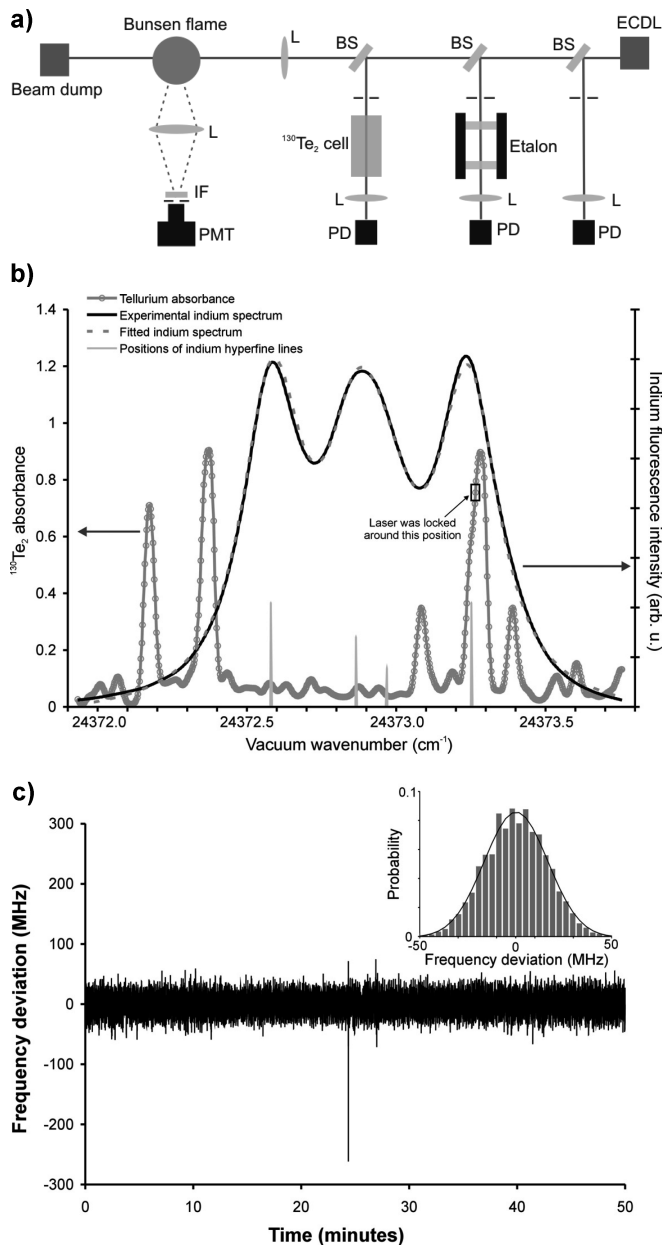 a)
Bunsen flame
L
BS
BS
BS
ECDL
Beam dump
L
¹³⁰Te₂ cell
Etalon
IF
L
L
L
PMT
PD
PD
PD
b)
Tellurium absorbance
Experimental indium spectrum
Fitted indium spectrum
Positions of indium hyperfine lines
1.4
1.2
1
0.8
0.6
0.4
0.2
0
¹³⁰Te₂ absorbance
Laser was locked
around this position
Indium fluorescence
intensity (arb. u.)
24372.0
24372.5
24373.0
24373.5
Vacuum wavenumber (cm⁻¹)
c)
300
200
100
0
-100
-200
-300
Frequency deviation (MHz)
0.1
0
Probability
-50
0
50
Frequency deviation (MHz)
0
10
20
30
40
50
Time (minutes)